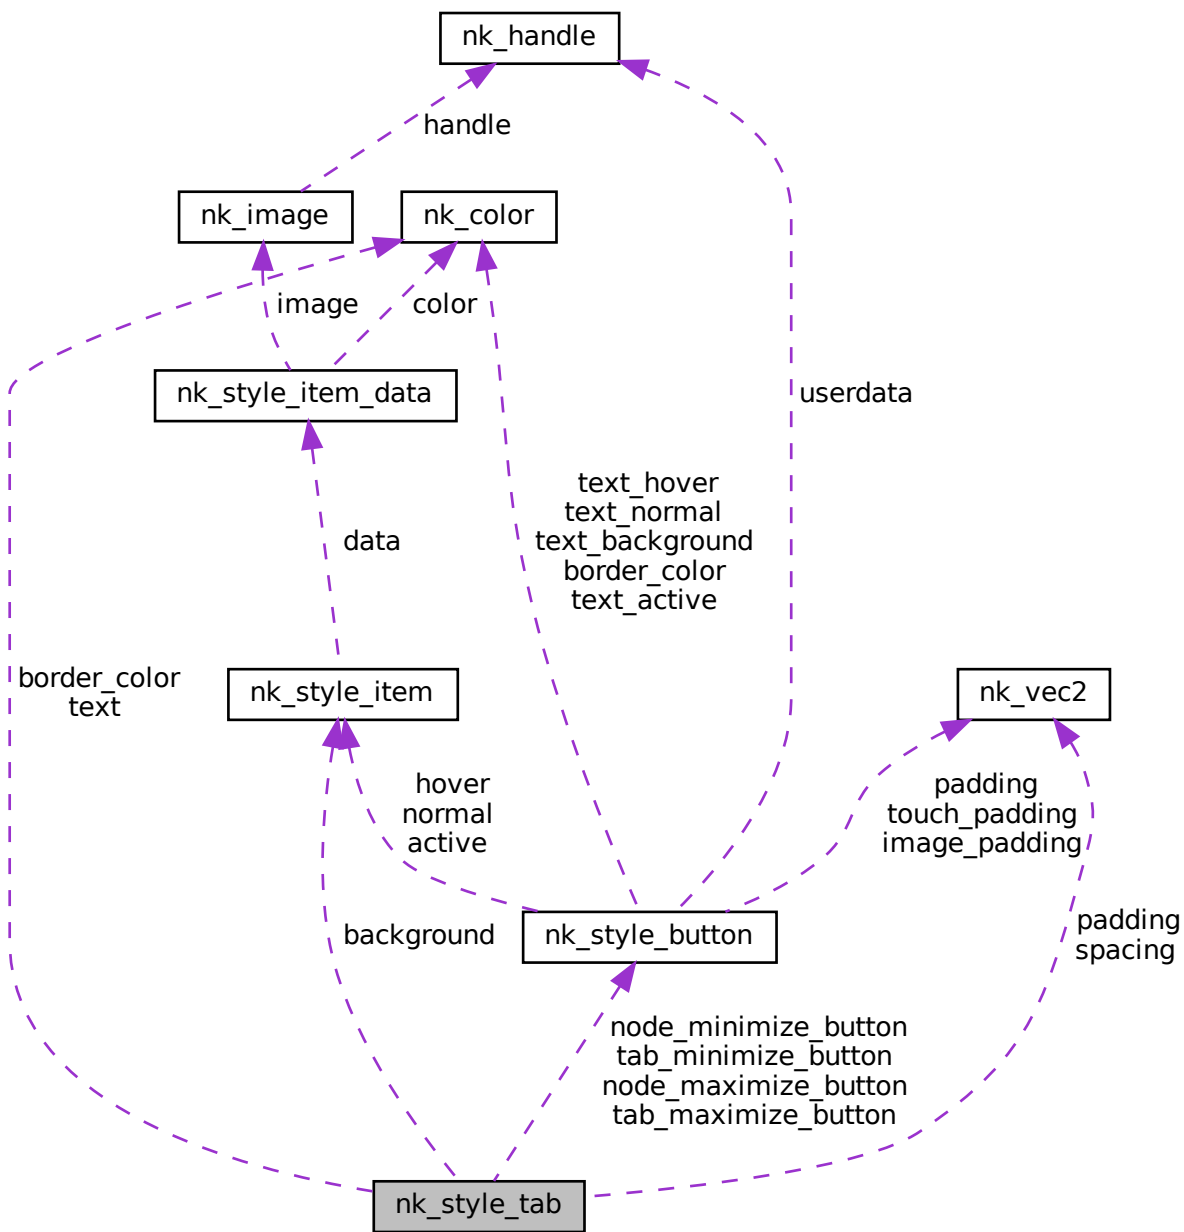 nk_handle
handle
nk_image
nk_color
image
color
nk_style_item_data
userdata
text_hover
text_normal
text_background
border_color
text_active
data
border_color
text
nk_style_item
nk_vec2
hover
normal
active
padding
touch_padding
image_padding
background
nk_style_button
padding
spacing
node_minimize_button
tab_minimize_button
node_maximize_button
tab_maximize_button
nk_style_tab